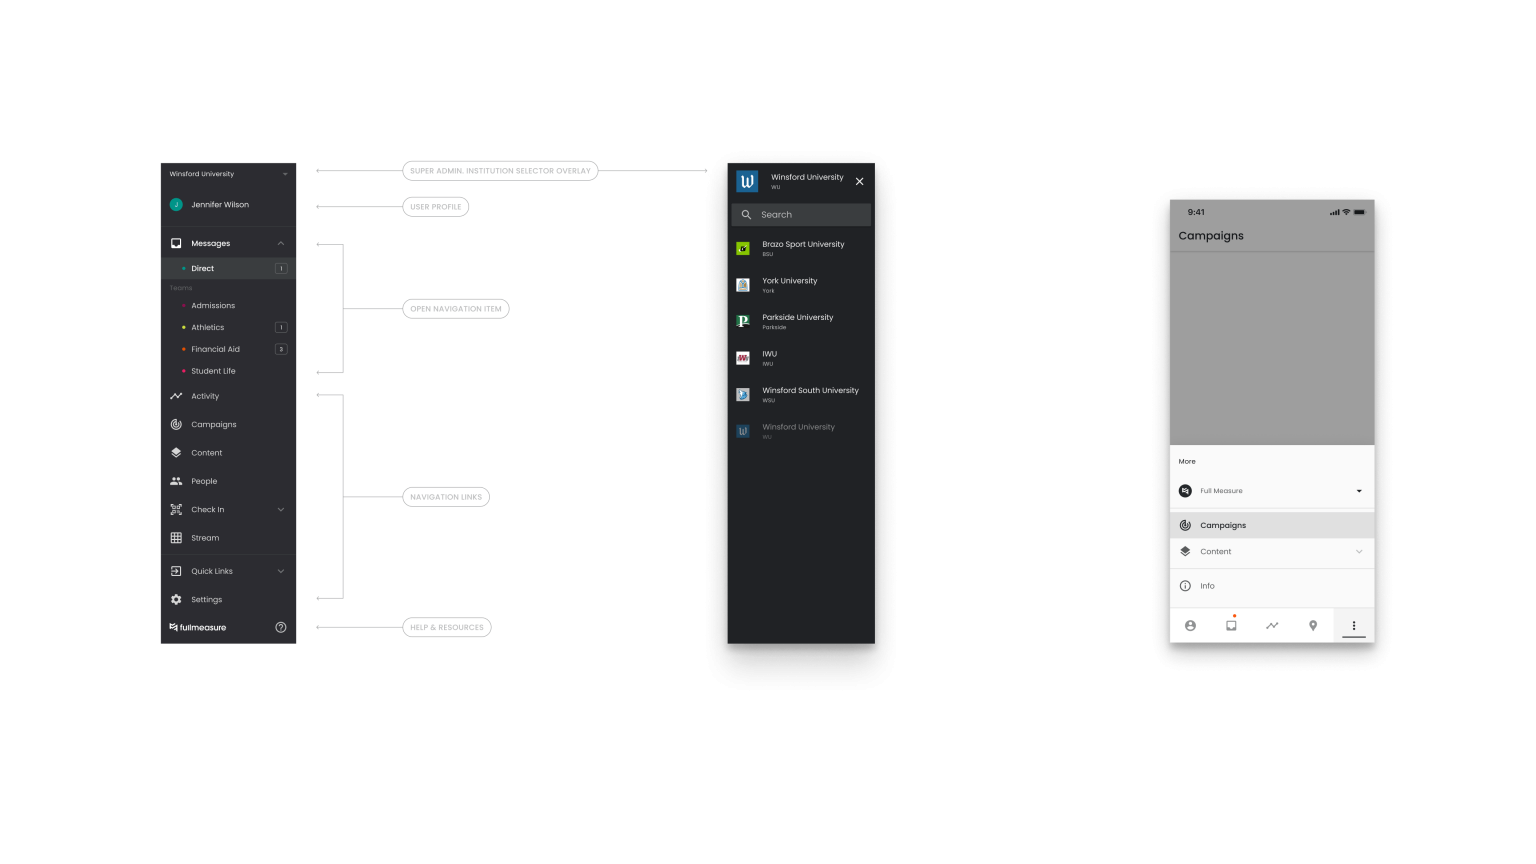 Winsford University
Jennifer Wilson
Messages
Direct
1
Teams
Admissions
Athletics
1
Financial Aid
3
Student Life
Activity
Campaigns
Content
People
Check In
Stream
Quick Links
Settings
fullmeasure
SUPER ADMIN. INSTITUTION SELECTOR OVERLAY
USER PROFILE
OPEN NAVIGATION ITEM
NAVIGATION LINKS
HELP & RESOURCES
W
Winsford University
WU
Search
Brazo Sport University
BSU
York University
York
P
Parkside University
Parkside
IWU
IWU
IWU
Winsford South University
WSU
W
Winsford University
WU
9:41
Campaigns
More
Full Measure
Campaigns
Content
Info